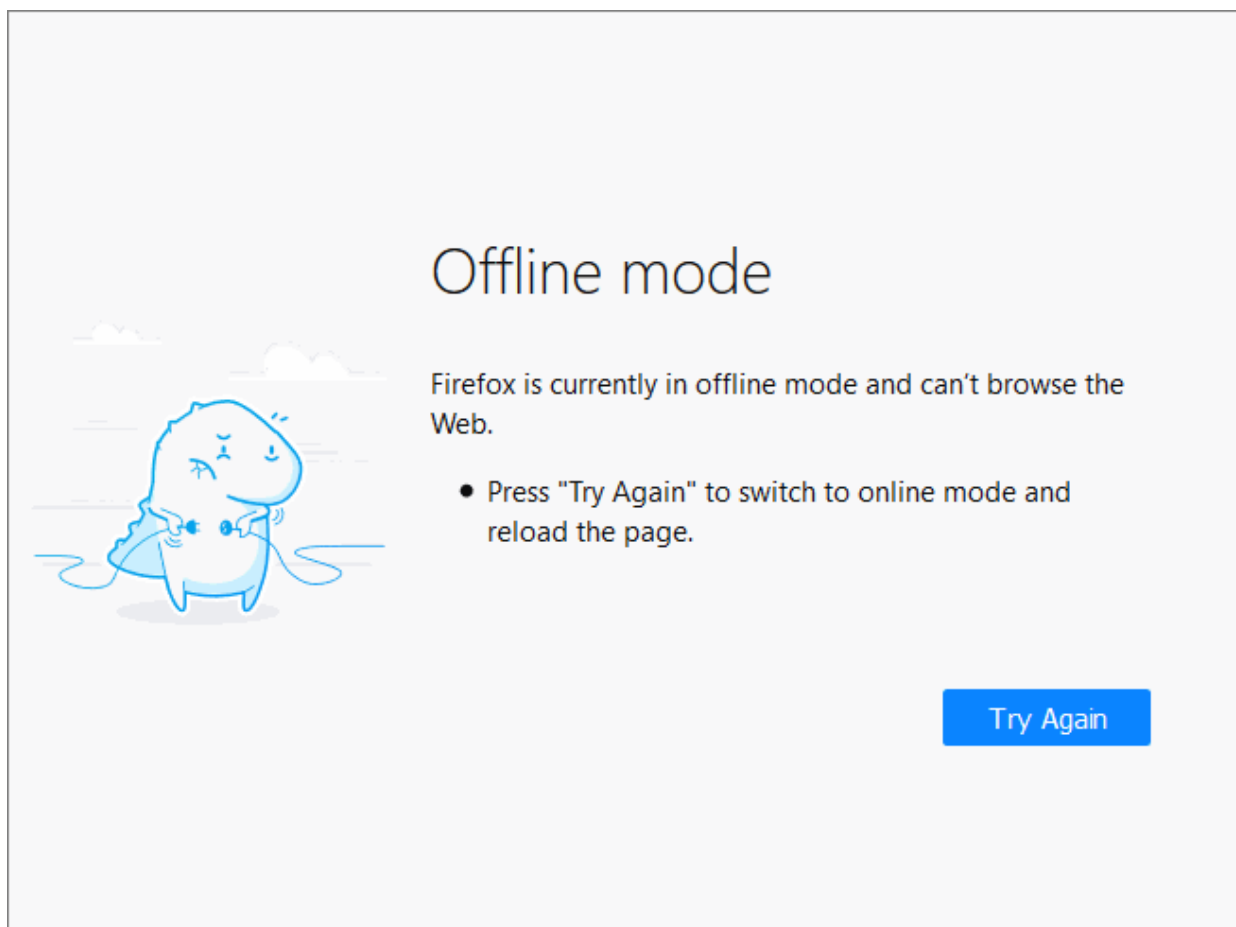 Offline mode
Firefox is currently in offline mode and can’t browse the
Web.
• Press "Try Again" to switch to online mode and
reload the page.
Try Again